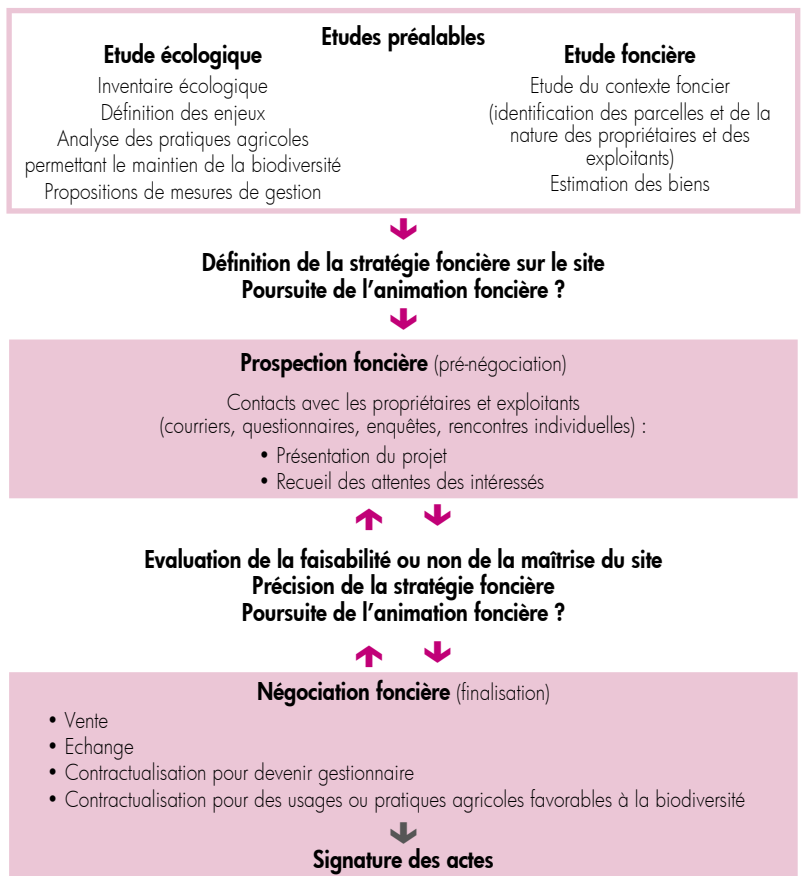 Etudes préalables
Etude écologique
Inventaire écologique
Définition des enjeux
Analyse des pratiques agricoles
permettant le maintien de la biodiversité
Propositions de mesures de gestion
Etude foncière
Etude du contexte foncier
(identification des parcelles et de la
nature des propriétaires et des
exploitants)
Estimation des biens
Définition de la stratégie foncière sur le site
Poursuite de l'animation foncière ?
Prospection foncière (pré-négociation)
Contacts avec les propriétaires et exploitants
(courriers, questionnaires, enquêtes, rencontres individuelles) :
• Présentation du projet
• Recueil des attentes des intéressés
Evaluation de la faisabilité ou non de la maîtrise du site
Précision de la stratégie foncière
Poursuite de l'animation foncière ?
Négociation foncière (finalisation)
• Vente
• Echange
• Contractualisation pour devenir gestionnaire
• Contractualisation pour des usages ou pratiques agricoles favorables à la biodiversité
Signature des actes